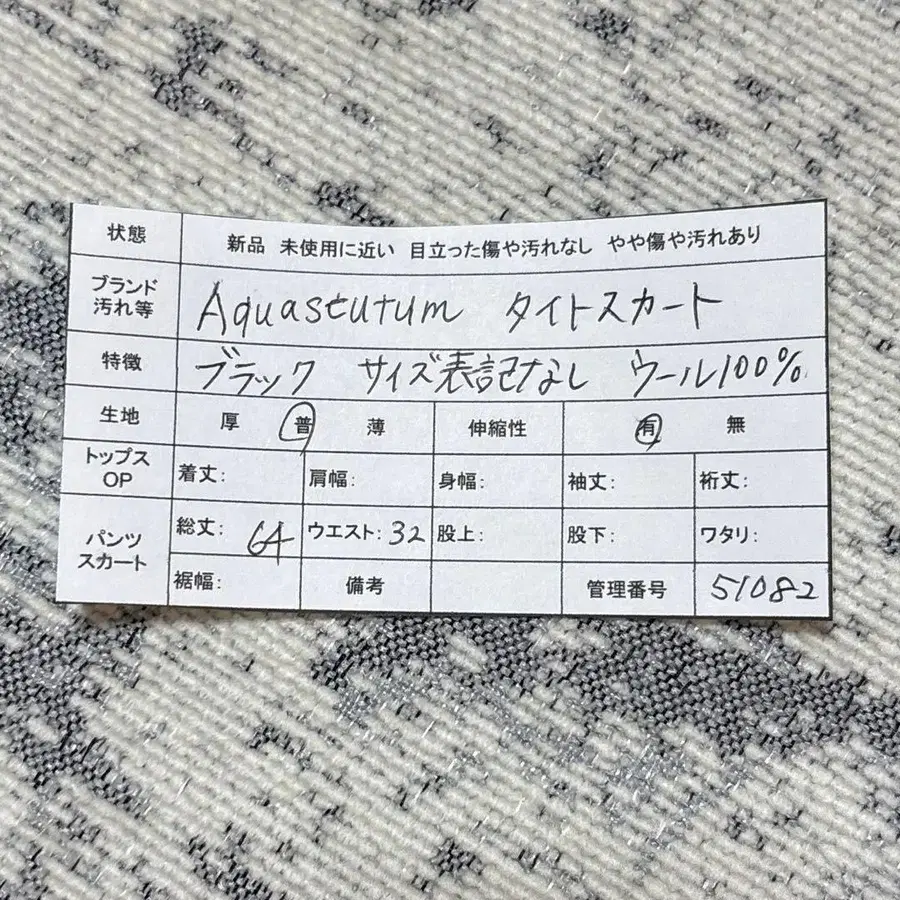 状態 新品 未使用に近い 目立った傷や汚れなし やや傷や汚れあり
ブランド 汚れ等 Aquascutum タイトスカート
特徴 ブラック サイズ表記なし ウール100%
生地 厚 普 薄 伸縮性 有 無
トップス OP 着丈: 肩幅: 身幅: 袖丈: 裄丈:
パンツ スカート 総丈: 64 ウエスト: 32 股上: 股下: ワタリ:
裾幅: 備考 管理番号 51082